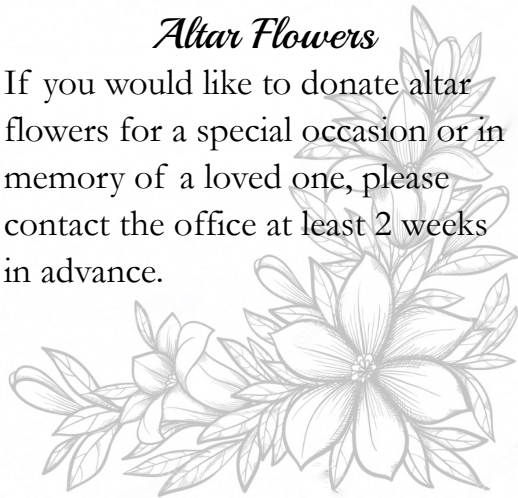 Altar Flowers
If you would like to donate altar
flowers for a special occasion or in
memory of a loved one, please
contact the office at least 2 weeks
in advance.